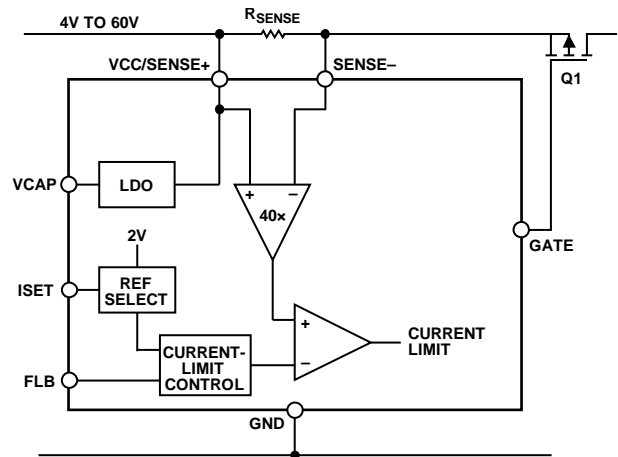 4V TO 60V
RSENSE
VCC/SENSE+
SENSE–
Q1
VCAP
LDO
+
–
40×
2V
GATE
ISET
REF
SELECT
+
–
CURRENT
LIMIT
CURRENT-
LIMIT
CONTROL
FLB
GND